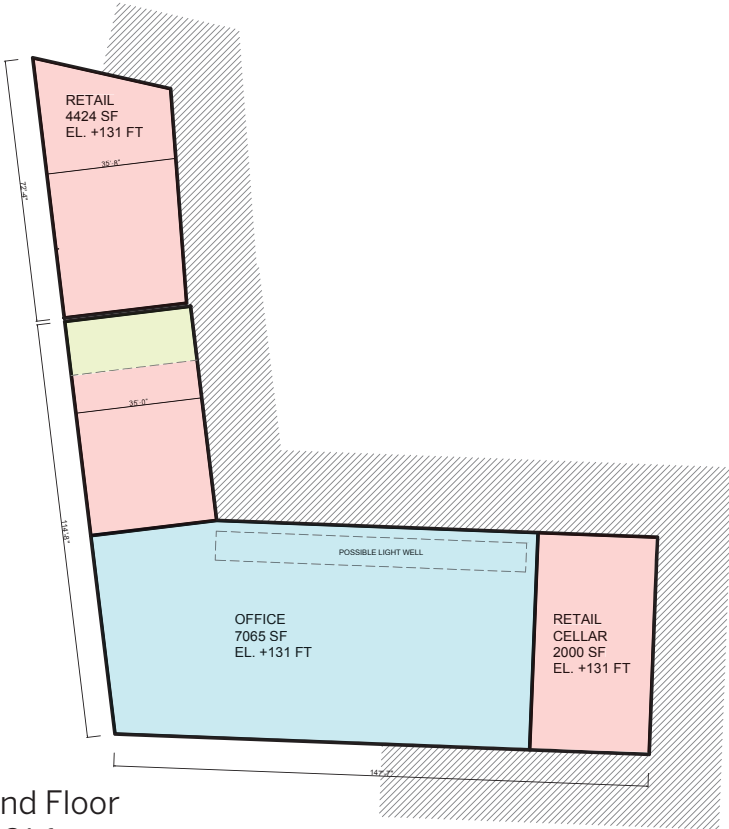 RETAIL
4424 SF
EL. +131 FT
35'-8"
72'-4"
35'-0"
114'-8"
POSSIBLE LIGHT WELL
OFFICE
7065 SF
EL. +131 FT
RETAIL
CELLAR
2000 SF
EL. +131 FT
147'-7"
nd Floor